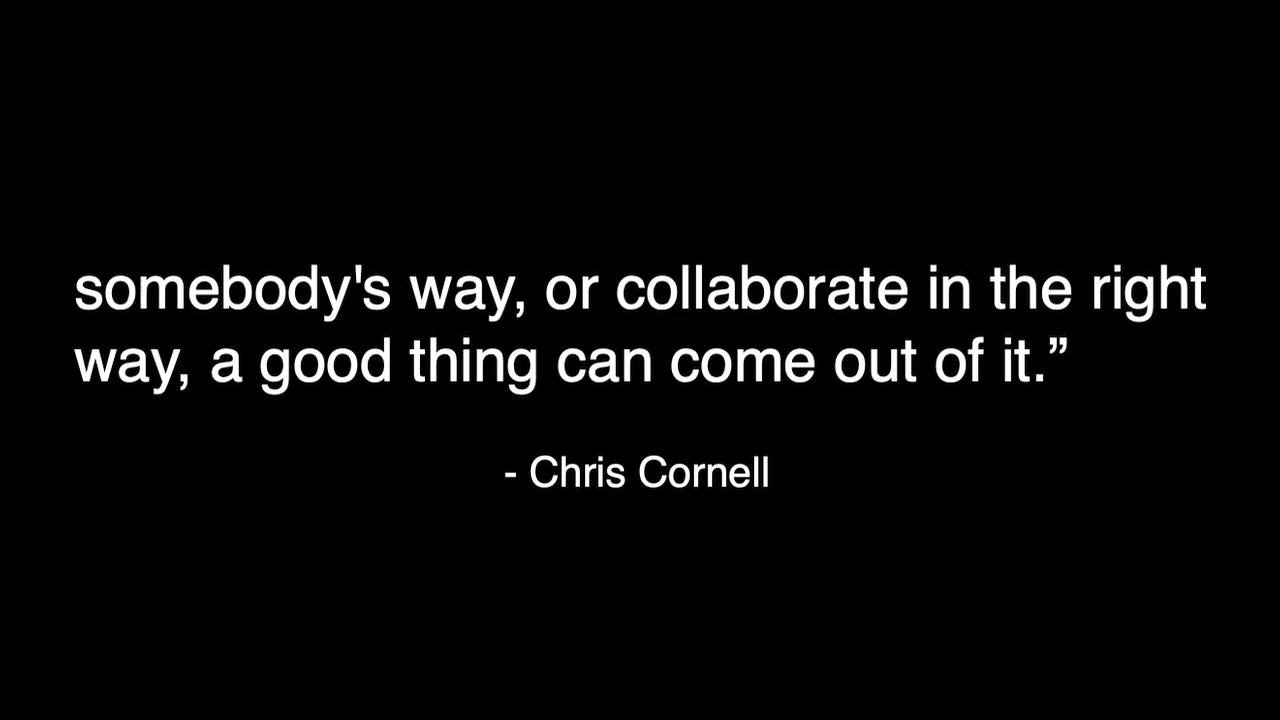 somebody's way, or collaborate in the right
way, a good thing can come out of it.”
- Chris Cornell